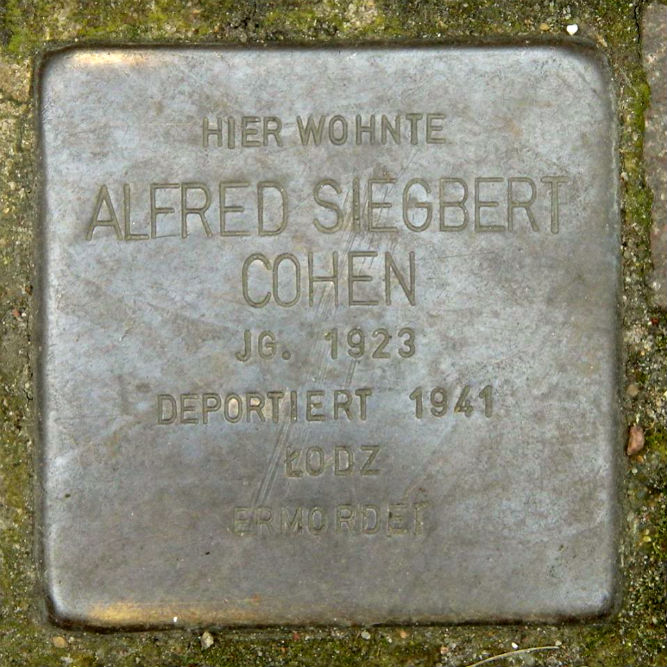 HIER WOHNTE
ALFRED SIEGBERT
COHEN
JG. 1923
DEPORTIERT 1941
ŁODZ
ERMORDET